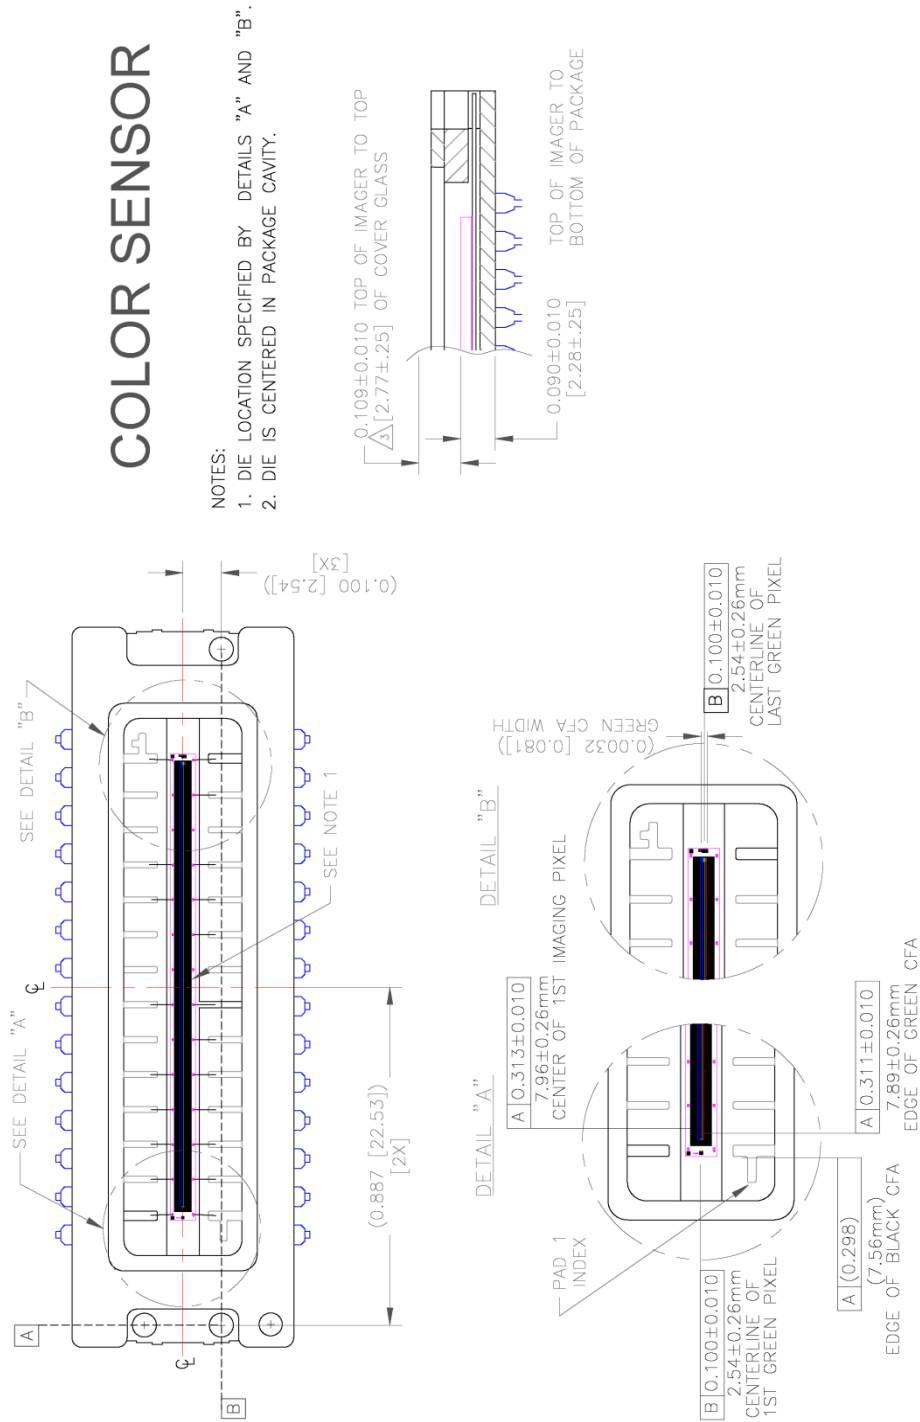 COLOR SENSOR
NOTES:
1. DIE LOCATION SPECIFIED BY DETAILS "A" AND "B".
2. DIE IS CENTERED IN PACKAGE CAVITY.
0.109±0.010 TOP OF IMAGER TO TOP
3
[2.77±.25] OF COVER GLASS
0.090±0.010
[2.28±.25]
TOP OF IMAGER TO
BOTTOM OF PACKAGE
A
B
SEE DETAIL "A"
SEE DETAIL "B"
SEE NOTE 1
(0.887 [22.53])
[2X]
(0.100 [2.54])
[3X]
DETAIL "A"
DETAIL "B"
A 0.313±0.010
7.96±0.26mm
CENTER OF 1ST IMAGING PIXEL
(0.0032 [0.081])
GREEN CFA WIDTH
PAD 1
INDEX
B 0.100±0.010
2.54±0.26mm
CENTERLINE OF
1ST GREEN PIXEL
A (0.298)
(7.56mm)
EDGE OF BLACK CFA
A 0.311±0.010
7.89±0.26mm
EDGE OF GREEN CFA
B 0.100±0.010
2.54±0.26mm
CENTERLINE OF
LAST GREEN PIXEL